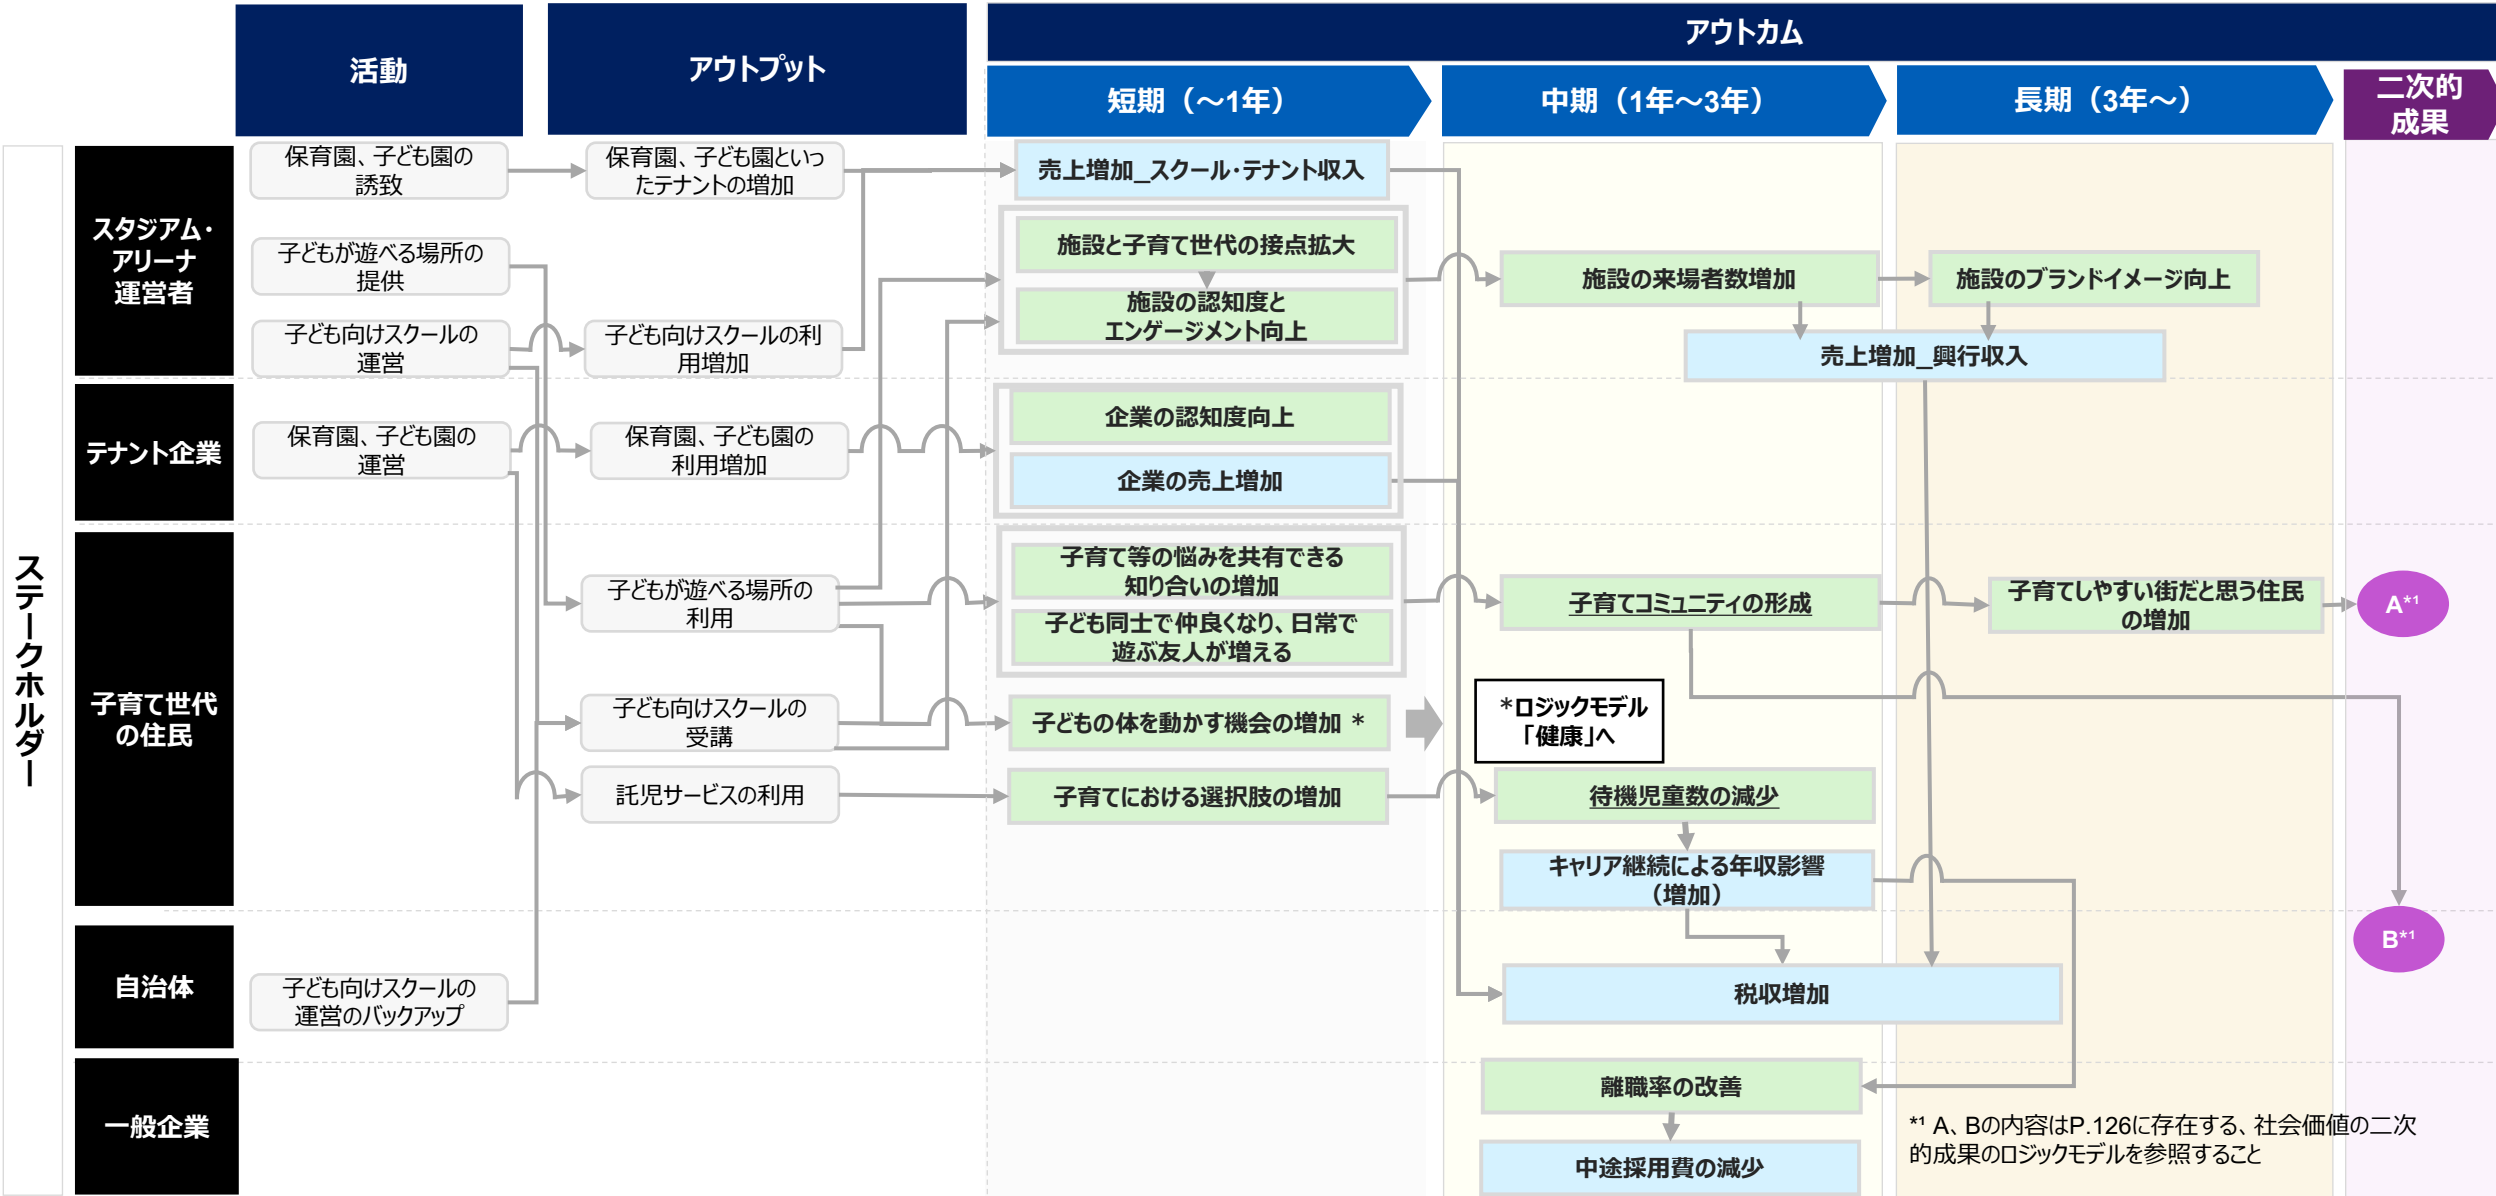 活動
アウトプット
アウトカム
短期（～1年）
中期（1年～3年）
長期（3年～）
二次的
成果
ステークホルダー
スタジアム・
アリーナ
運営者
保育園、子ども園の
誘致
保育園、子ども園といっ
たテナントの増加
売上増加_スクール・テナント収入
子どもが遊べる場所の
提供
施設と子育て世代の接点拡大
施設の認知度と
エンゲージメント向上
施設の来場者数増加
施設のブランドイメージ向上
子ども向けスクールの
運営
子ども向けスクールの利
用増加
売上増加_興行収入
テナント企業
保育園、子ども園の
運営
保育園、子ども園の
利用増加
企業の認知度向上
企業の売上増加
子育て世代
の住民
子どもが遊べる場所の
利用
子育て等の悩みを共有できる
知り合いの増加
子ども同士で仲良くなり、日常で
遊ぶ友人が増える
子育てコミュニティの形成
子育てしやすい街だと思う住民
の増加
A*¹
子ども向けスクールの
受講
子どもの体を動かす機会の増加 *
*ロジックモデル
「健康」へ
託児サービスの利用
子育てにおける選択肢の増加
待機児童数の減少
キャリア継続による年収影響
（増加）
B*¹
自治体
子ども向けスクールの
運営のバックアップ
税収増加
一般企業
離職率の改善
中途採用費の減少
*¹ A、Bの内容はP.126に存在する、社会価値の二次
的成果のロジックモデルを参照すること